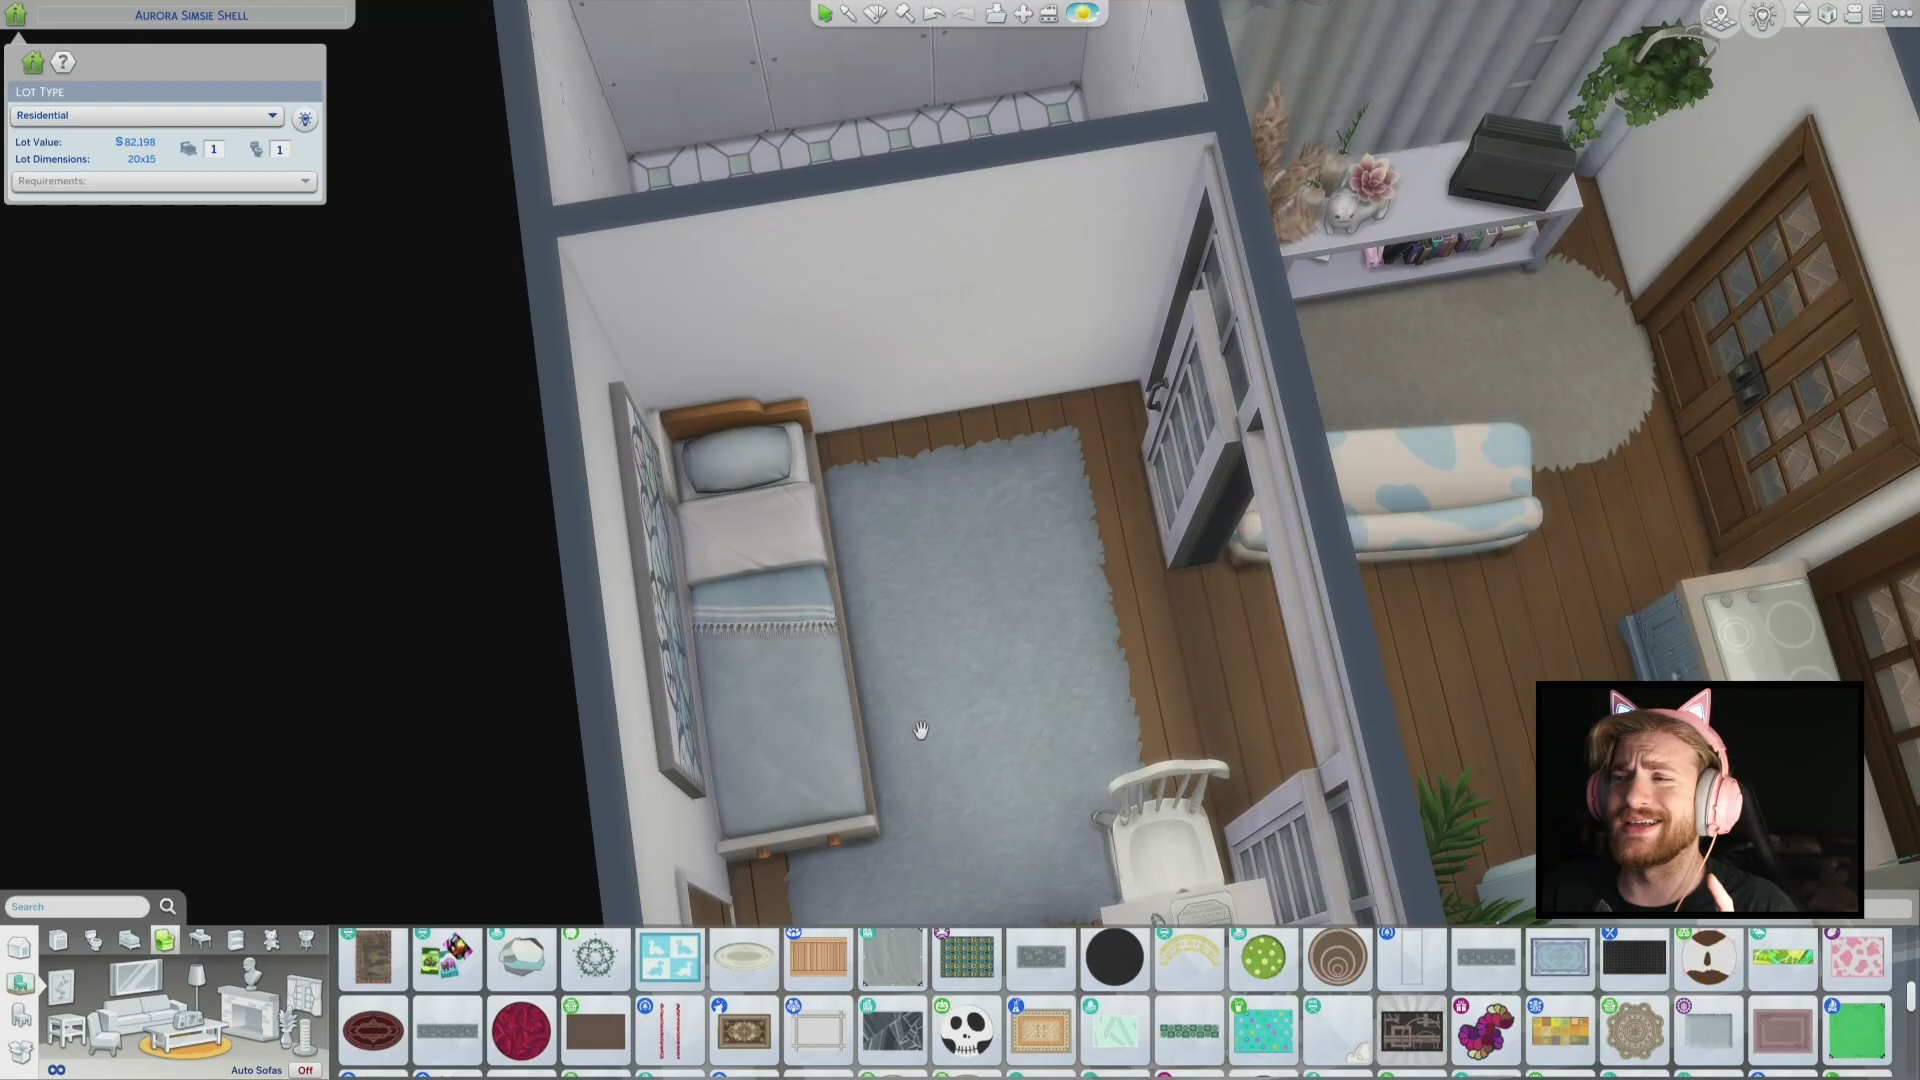 Aurora Simsie Shell
?
Lot Type
Residential
Lot Value: §82,198 1 1
Lot Dimensions: 20x15
Requirements:
Search
Auto Sofas Off